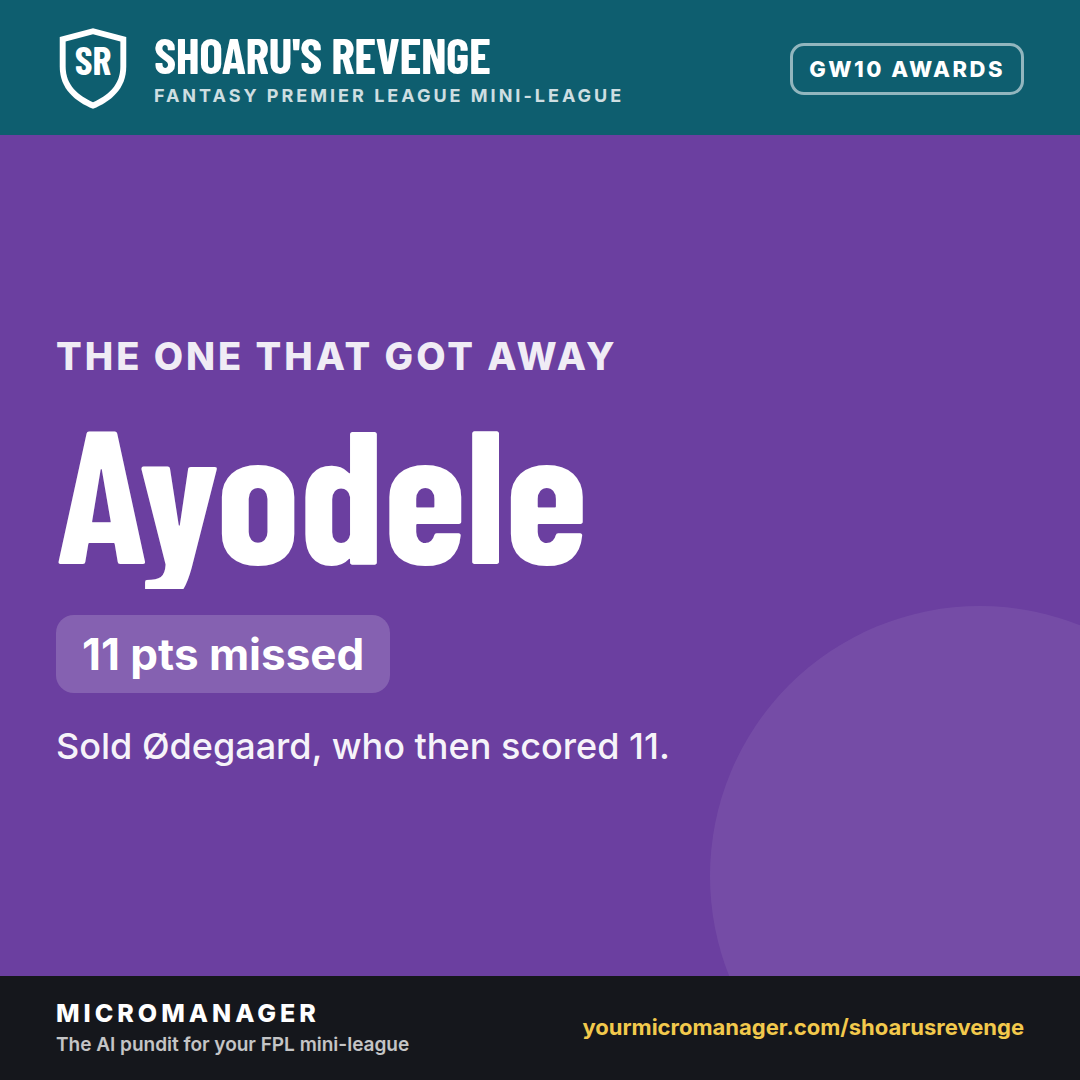 SR
SHOARU'S REVENGE
FANTASY PREMIER LEAGUE MINI-LEAGUE
GW10 AWARDS
THE ONE THAT GOT AWAY
Ayodele
11 pts missed
Sold Ødegaard, who then scored 11.
MICROMANAGER
The AI pundit for your FPL mini-league
yourmicromanager.com/shoarusrevenge